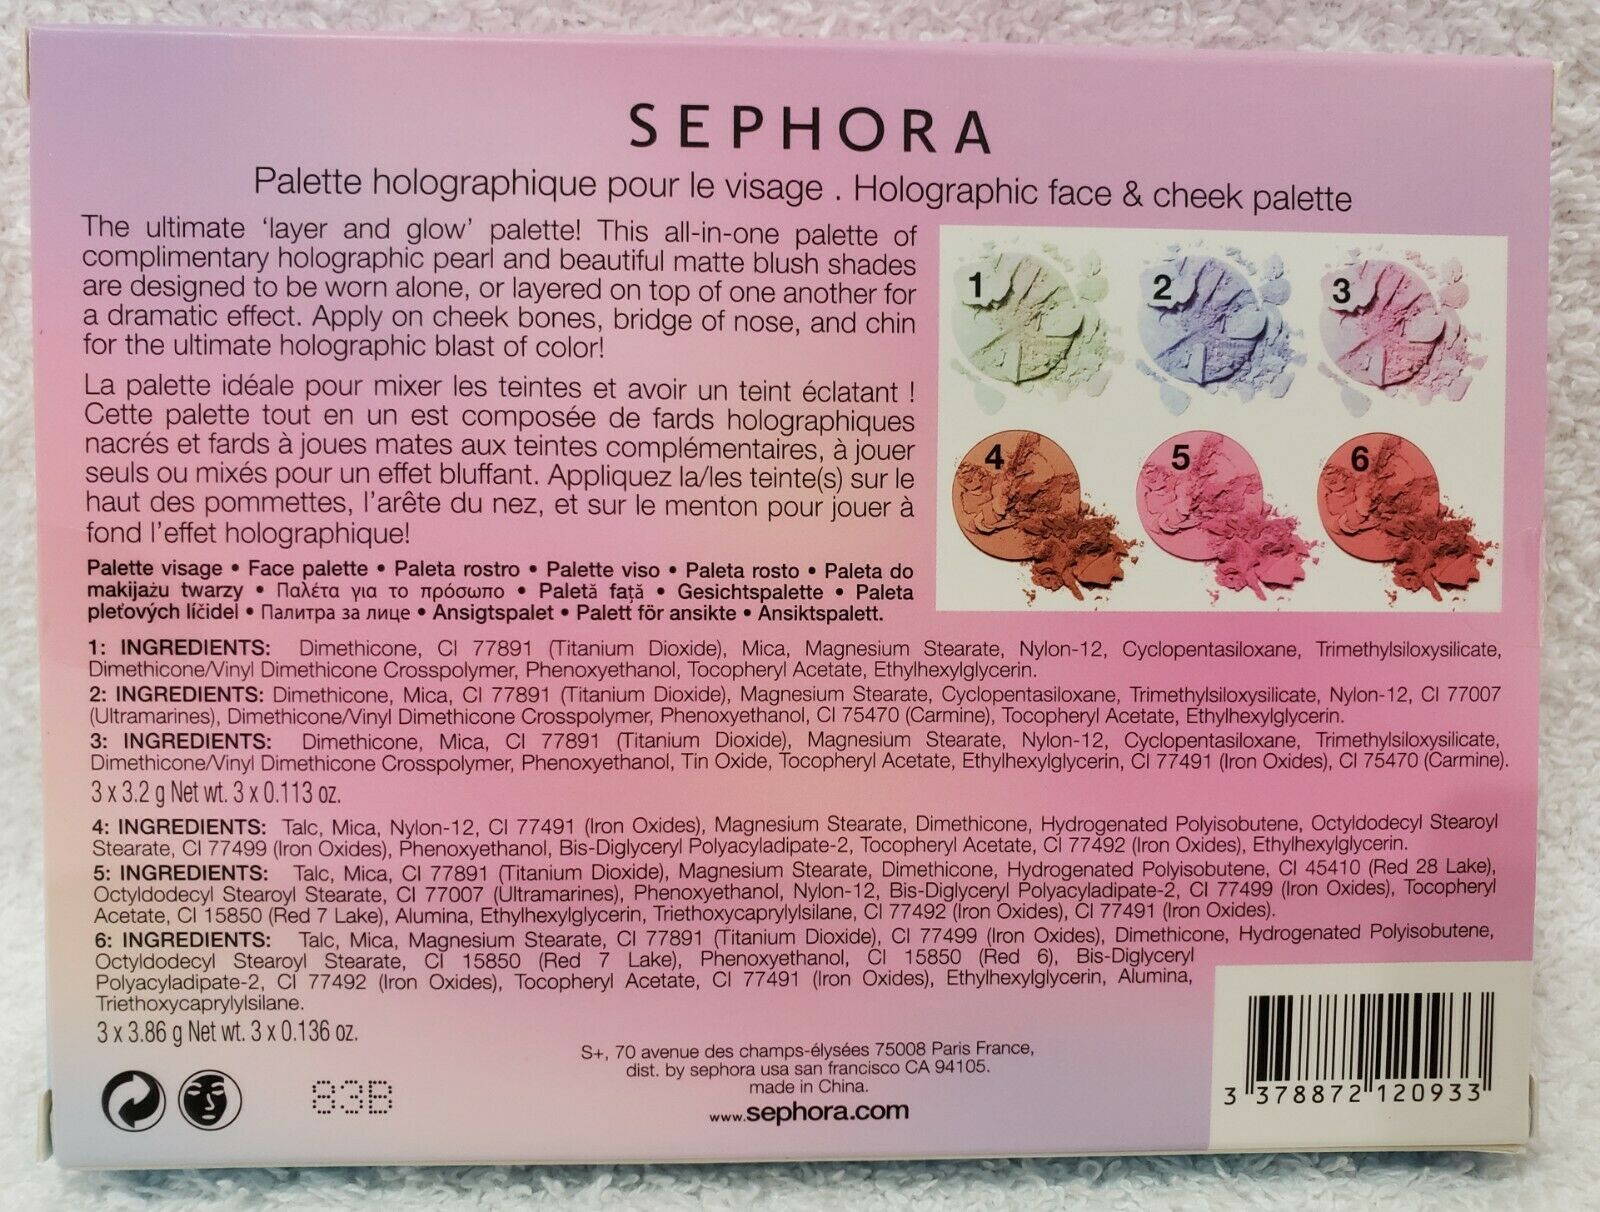 SEPHORA
Palette holographique pour le visage . Holographic face & cheek palette
The ultimate ‘layer and glow’ palette! This all-in-one palette of
complimentary holographic pearl and beautiful matte blush shades
are designed to be worn alone, or layered on top of one another for
a dramatic effect. Apply on cheek bones, bridge of nose, and chin
for the ultimate holographic blast of color!
La palette idéale pour mixer les teintes et avoir un teint éclatant !
Cette palette tout en un est composée de fards holographiques
nacrés et fards à joues mates aux teintes complémentaires, à jouer
seuls ou mixés pour un effet bluffant. Appliquez la/les teinte(s) sur le
haut des pommettes, l’arête du nez, et sur le menton pour jouer à
fond l’effet holographique!
Palette visage • Face palette • Paleta rostro • Palette viso • Paleta rosto • Paleta do
makijażu twarzy • Παλέτα για το πρόσωπο • Paletă față • Gesichtspalette • Paleta
pleťových líčidel • Палитра за лице • Ansigtspalet • Palett för ansikte • Ansiktspalett.
1
2
3
4
5
6
1: INGREDIENTS: Dimethicone, CI 77891 (Titanium Dioxide), Mica, Magnesium Stearate, Nylon-12, Cyclopentasiloxane, Trimethylsiloxysilicate,
Dimethicone/Vinyl Dimethicone Crosspolymer, Phenoxyethanol, Tocopheryl Acetate, Ethylhexylglycerin.
2: INGREDIENTS: Dimethicone, Mica, CI 77891 (Titanium Dioxide), Magnesium Stearate, Cyclopentasiloxane, Trimethylsiloxysilicate, Nylon-12, CI 77007
(Ultramarines), Dimethicone/Vinyl Dimethicone Crosspolymer, Phenoxyethanol, CI 75470 (Carmine), Tocopheryl Acetate, Ethylhexylglycerin.
3: INGREDIENTS: Dimethicone, Mica, CI 77891 (Titanium Dioxide), Magnesium Stearate, Nylon-12, Cyclopentasiloxane, Trimethylsiloxysilicate,
Dimethicone/Vinyl Dimethicone Crosspolymer, Phenoxyethanol, Tin Oxide, Tocopheryl Acetate, Ethylhexylglycerin, CI 77491 (Iron Oxides), CI 75470 (Carmine).
3 x 3.2 g Net wt. 3 x 0.113 oz.
4: INGREDIENTS: Talc, Mica, Nylon-12, CI 77491 (Iron Oxides), Magnesium Stearate, Dimethicone, Hydrogenated Polyisobutene, Octyldodecyl Stearoyl
Stearate, CI 77499 (Iron Oxides), Phenoxyethanol, Bis-Diglyceryl Polyacyladipate-2, Tocopheryl Acetate, CI 77492 (Iron Oxides), Ethylhexylglycerin.
5: INGREDIENTS: Talc, Mica, CI 77891 (Titanium Dioxide), Magnesium Stearate, Dimethicone, Hydrogenated Polyisobutene, CI 45410 (Red 28 Lake),
Octyldodecyl Stearoyl Stearate, CI 77007 (Ultramarines), Phenoxyethanol, Nylon-12, Bis-Diglyceryl Polyacyladipate-2, CI 77499 (Iron Oxides), Tocopheryl
Acetate, CI 15850 (Red 7 Lake), Alumina, Ethylhexylglycerin, Triethoxycaprylylsilane, CI 77492 (Iron Oxides), CI 77491 (Iron Oxides).
6: INGREDIENTS: Talc, Mica, Magnesium Stearate, CI 77891 (Titanium Dioxide), CI 77499 (Iron Oxides), Dimethicone, Hydrogenated Polyisobutene,
Octyldodecyl Stearoyl Stearate, CI 15850 (Red 7 Lake), Phenoxyethanol, CI 15850 (Red 6), Bis-Diglyceryl
Polyacyladipate-2, CI 77492 (Iron Oxides), Tocopheryl Acetate, CI 77491 (Iron Oxides), Ethylhexylglycerin, Alumina,
Triethoxycaprylylsilane.
3 x 3.86 g Net wt. 3 x 0.136 oz.
S+, 70 avenue des champs-élysées 75008 Paris France,
dist. by sephora usa san francisco CA 94105.
made in China.
www.sephora.com
83B
3 378872 120933